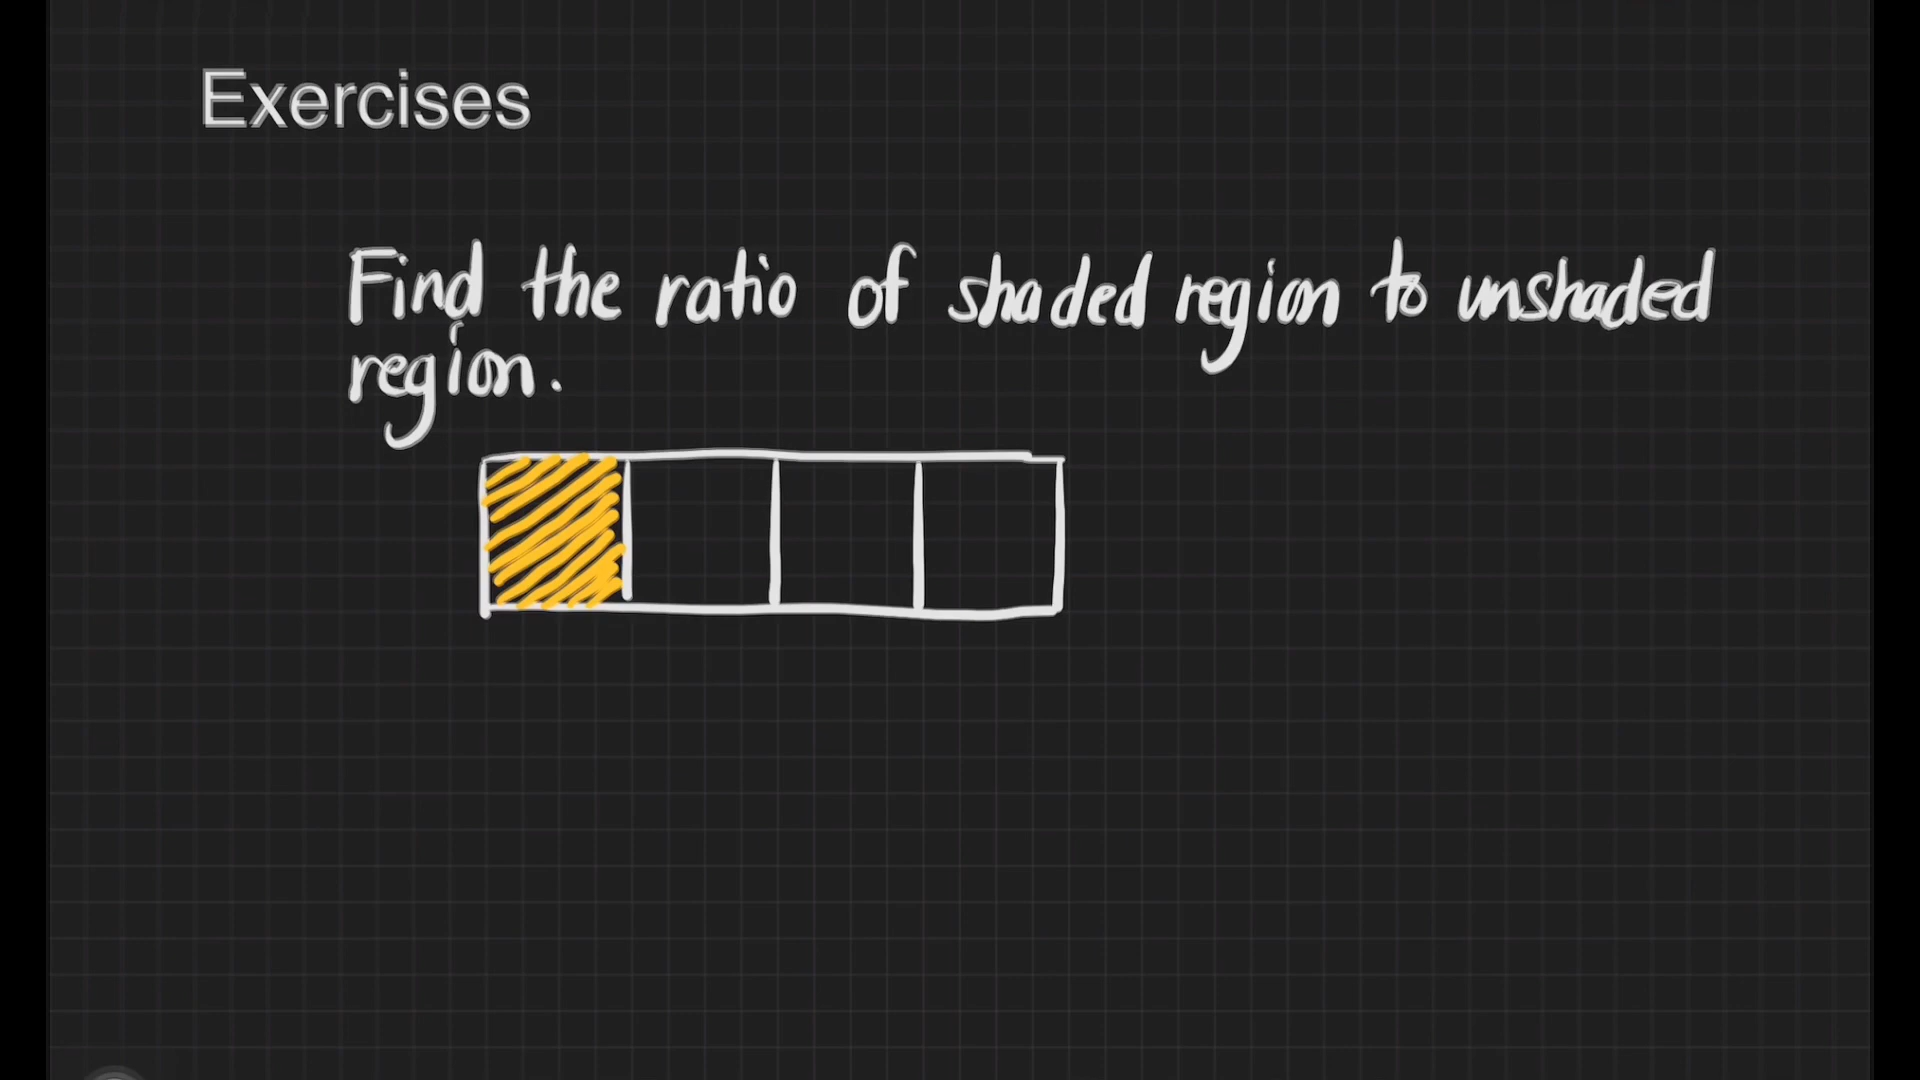 Exercises
Find the ratio of shaded region to unshaded
region.